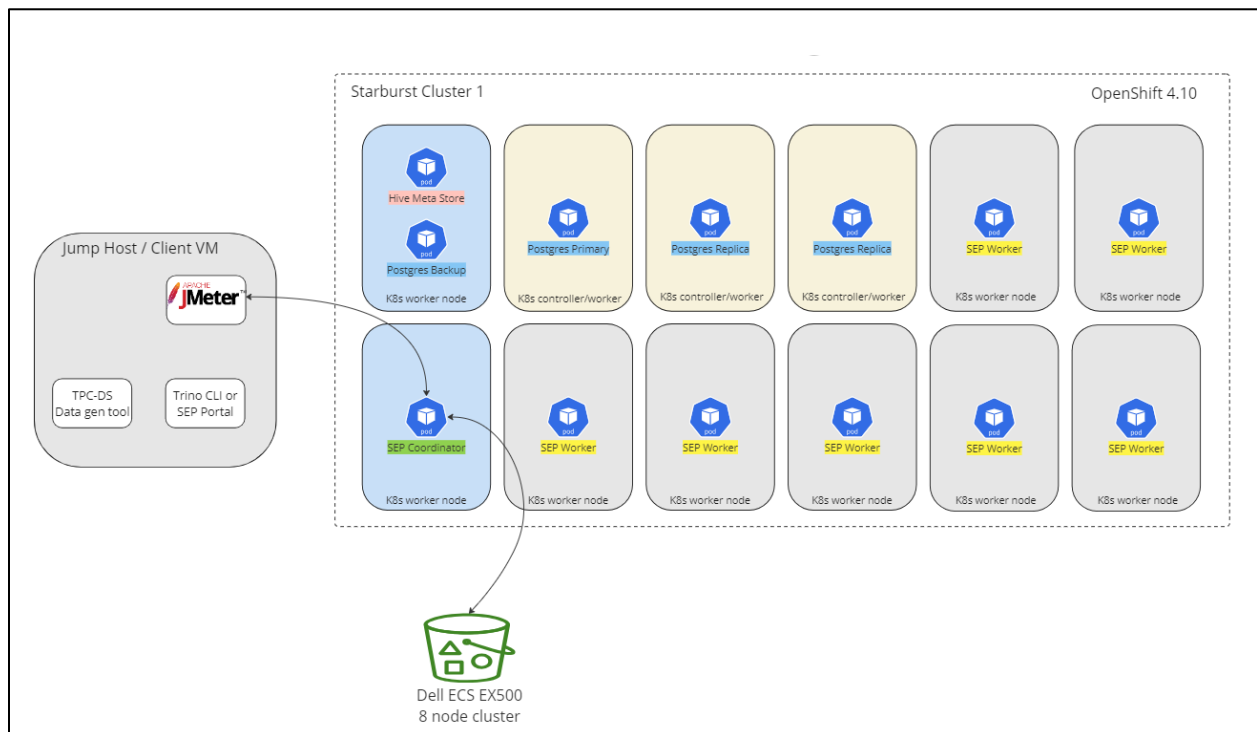 Starburst Cluster 1
OpenShift 4.10
pod
Hive Meta Store
pod
Postgres Backup
K8s worker node
pod
Postgres Primary
K8s controller/worker
pod
Postgres Replica
K8s controller/worker
pod
Postgres Replica
K8s controller/worker
pod
SEP Worker
K8s worker node
pod
SEP Worker
K8s worker node
Jump Host / Client VM
APACHE
JMeter™
TPC-DS
Data gen tool
Trino CLI or
SEP Portal
pod
SEP Coordinator
K8s worker node
pod
SEP Worker
K8s worker node
pod
SEP Worker
K8s worker node
pod
SEP Worker
K8s worker node
pod
SEP Worker
K8s worker node
pod
SEP Worker
K8s worker node
Dell ECS EX500
8 node cluster